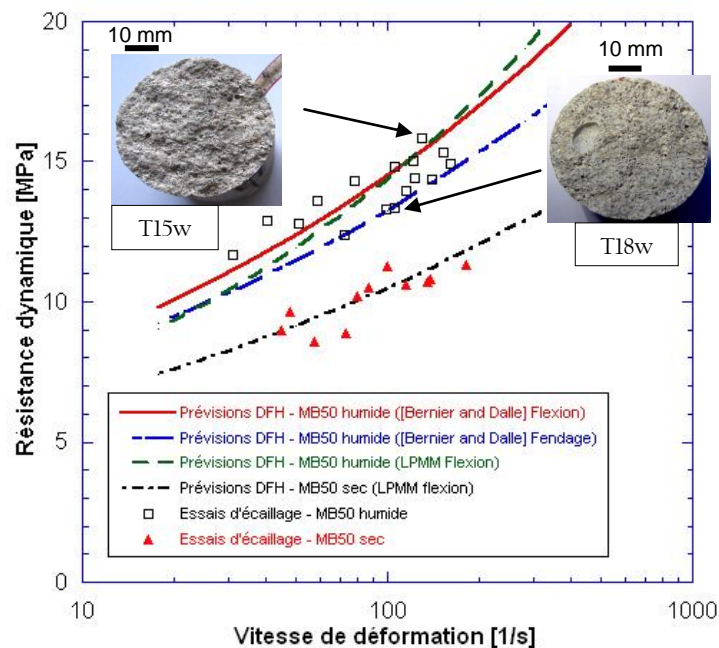 20
10 mm
10 mm
15
T15w
T18w
10
Résistance dynamique [MPa]
Prévisions DFH - MB50 humide ([Bernier and Dalle] Flexion)
Prévisions DFH - MB50 humide ([Bernier and Dalle] Fendage)
5
Prévisions DFH - MB50 humide (LPMM Flexion)
Prévisions DFH - MB50 sec (LPMM flexion)
Essais d'écaillage - MB50 humide
Essais d'écaillage - MB50 sec
0
10
100
1000
Vitesse de déformation [1/s]